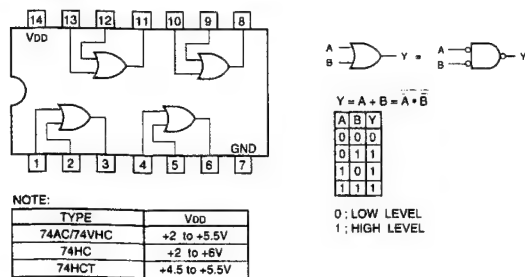 14 13 12 11 10 9 8
VDD
GND
1 2 3 4 5 6 7
A
B
Y =
A
B
Y
Y = A + B = A • B
A B Y
0 0 0
0 1 1
1 0 1
1 1 1
0 ; LOW LEVEL
1 ; HIGH LEVEL
NOTE:
TYPE VDD
74AC/74VHC +2 to +5.5V
74HC +2 to +6V
74HCT +4.5 to +5.5V